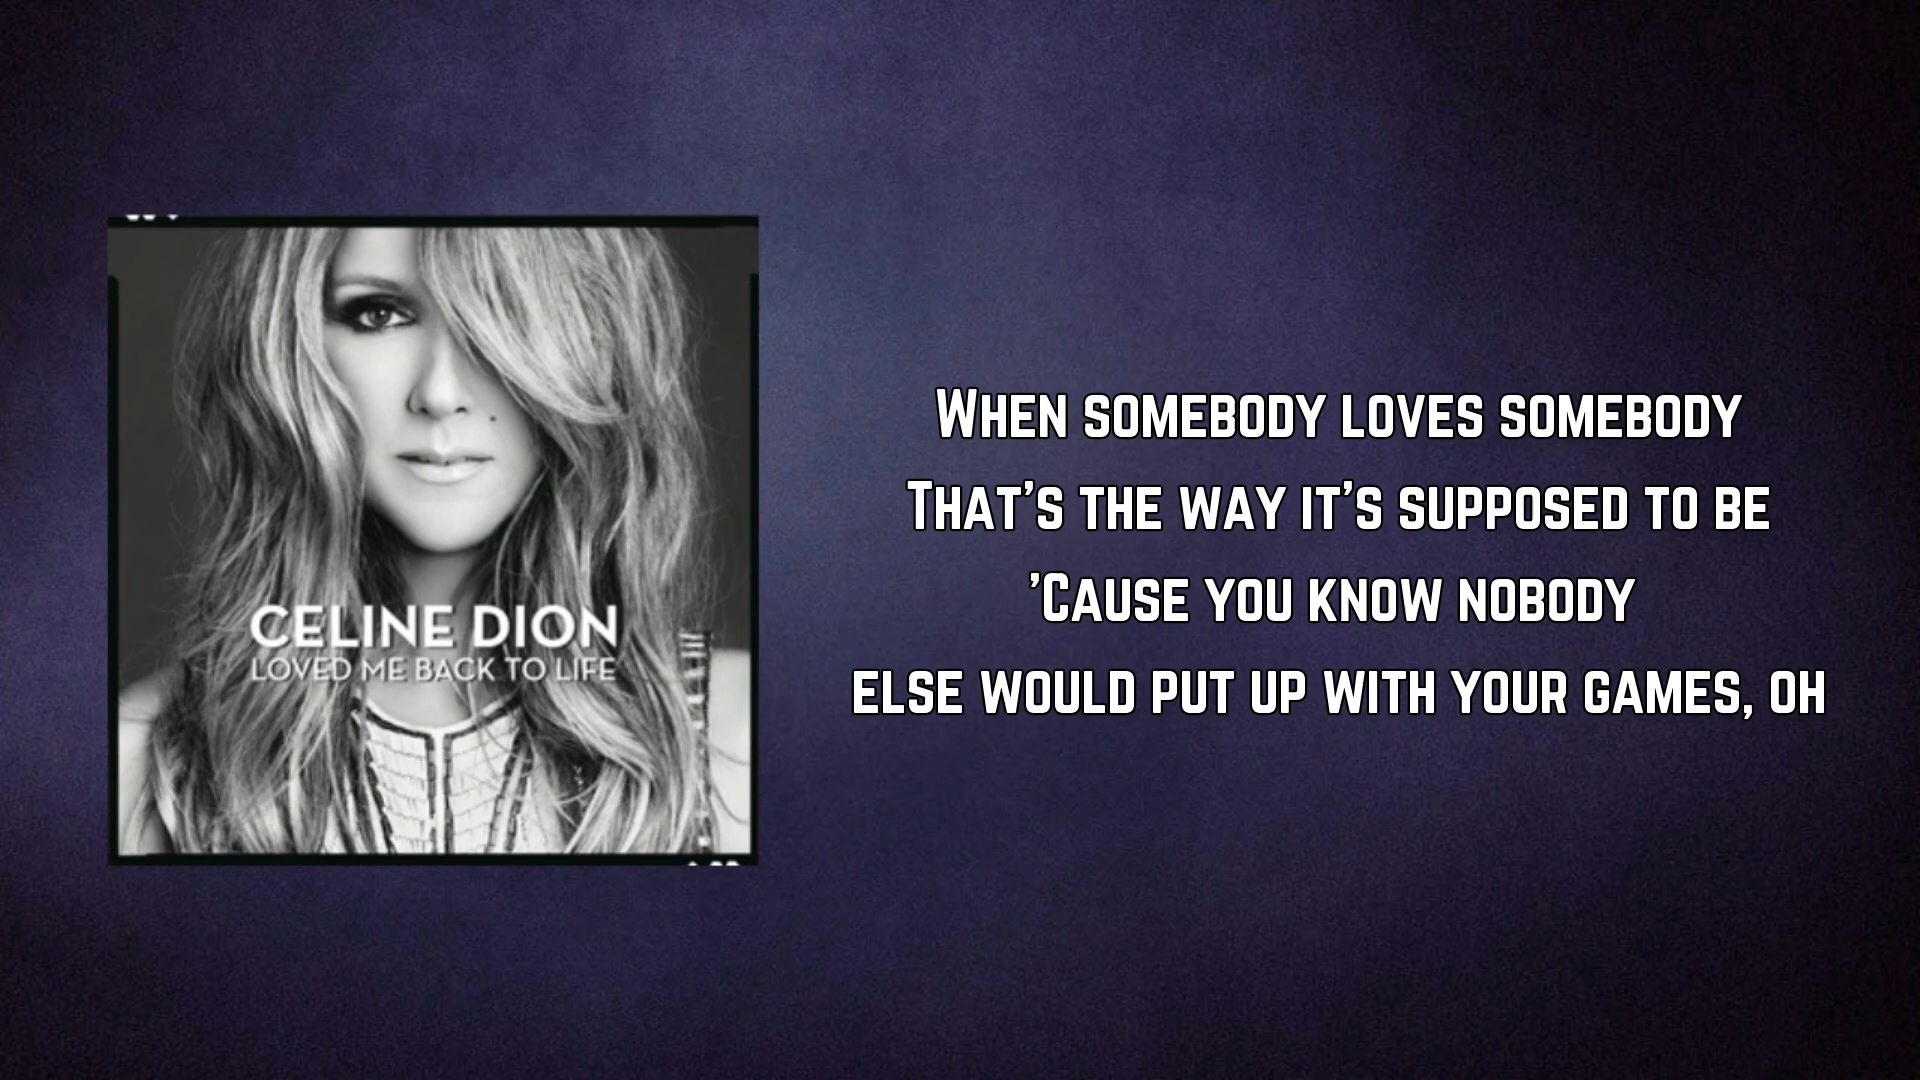 CELINE DION
LOVED ME BACK TO LIFE
When somebody loves somebody
That's the way it's supposed to be
'Cause you know nobody
else would put up with your games, oh